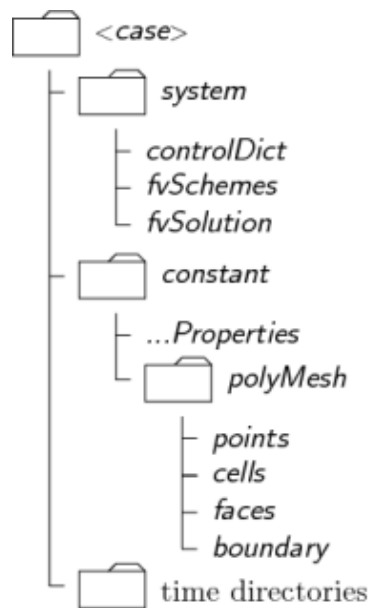 <case>
system
controlDict
fvSchemes
fvSolution
constant
...Properties
polyMesh
points
cells
faces
boundary
time directories